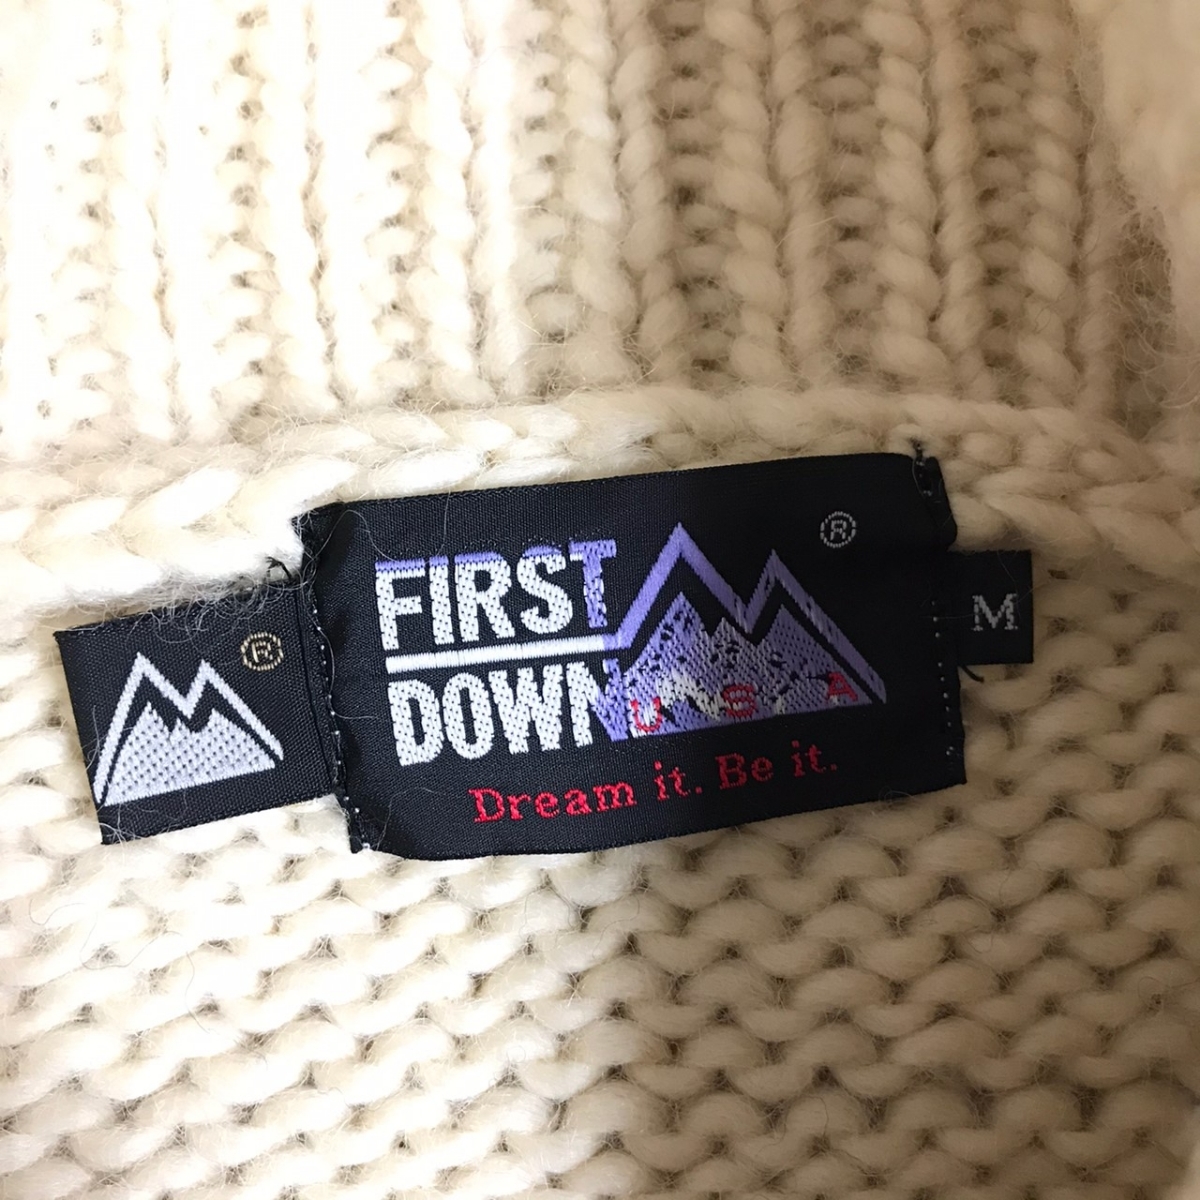 ®
FIRST
DOWN
USA
Dream it. Be it.
®
M